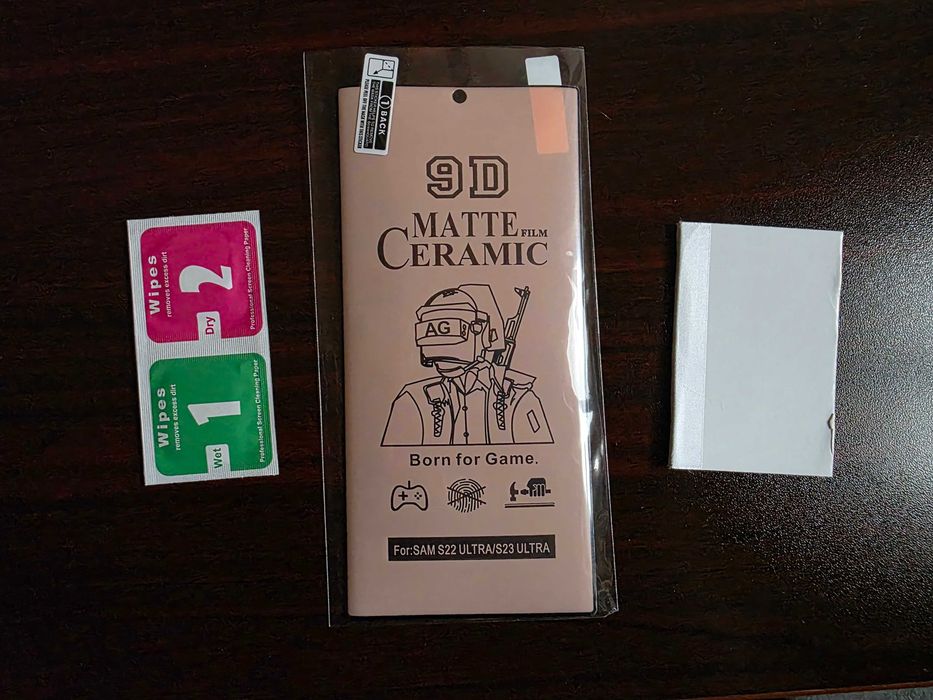 9D
MATTE FILM
CERAMIC
AG
Born for Game.
For:SAM S22 ULTRA/S23 ULTRA
1 BACK
Wipes
removes excess dirt
Dry
2
Professional Screen Cleaning Paper
Wipes
removes excess dirt
Wet
1
Professional Screen Cleaning Paper